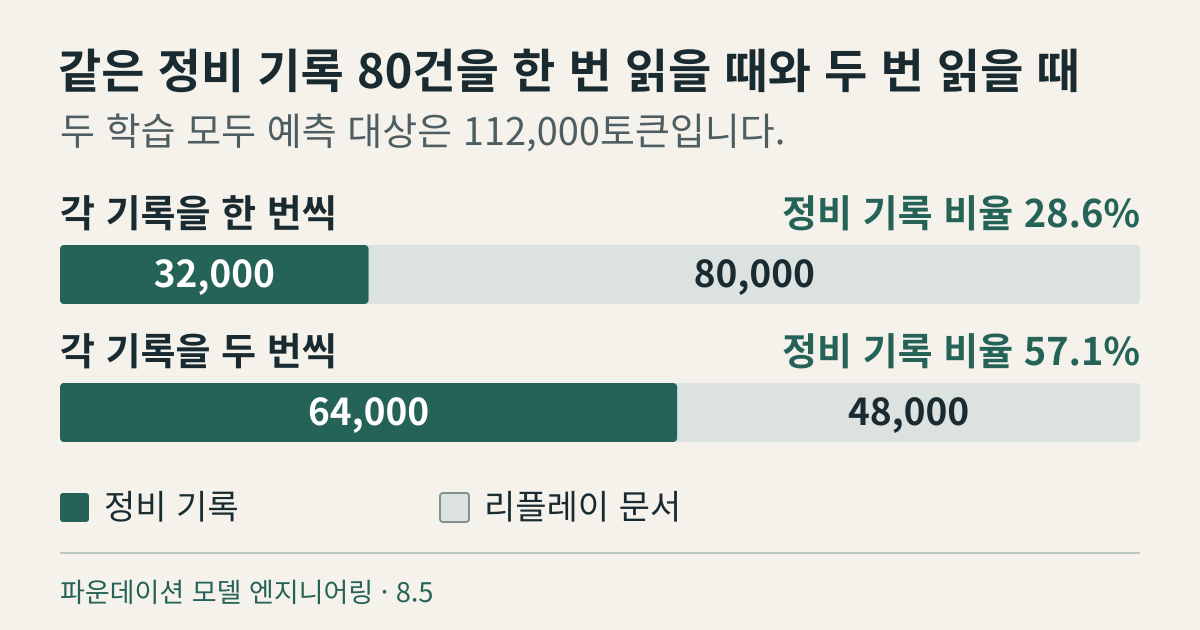 같은 정비 기록 80건을 한 번 읽을 때와 두 번 읽을 때
두 학습 모두 예측 대상은 112,000토큰입니다.
각 기록을 한 번씩 정비 기록 비율 28.6%
32,000 80,000
각 기록을 두 번씩 정비 기록 비율 57.1%
64,000 48,000
정비 기록 리플레이 문서
파운데이션 모델 엔지니어링 · 8.5